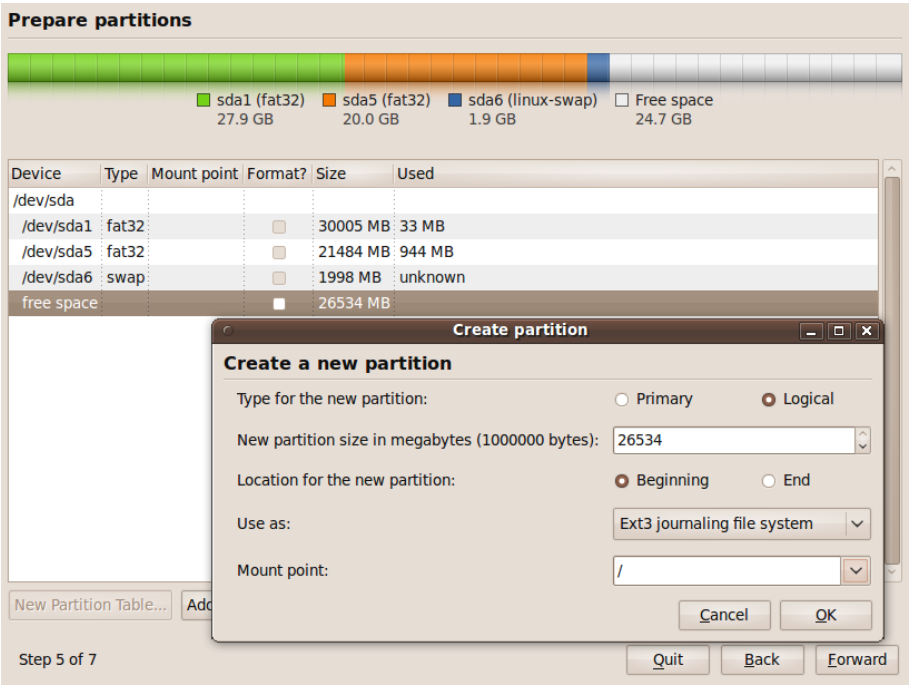 Prepare partitions
sda1 (fat32) sda5 (fat32) sda6 (linux-swap) Free space
27.9 GB 20.0 GB 1.9 GB 24.7 GB
Device Type Mount point Format? Size Used
/dev/sda
/dev/sda1 fat32 30005 MB 33 MB
/dev/sda5 fat32 21484 MB 944 MB
/dev/sda6 swap 1998 MB unknown
free space 26534 MB
Create partition
Create a new partition
Type for the new partition: Primary Logical
New partition size in megabytes (1000000 bytes): 26534
Location for the new partition: Beginning End
Use as: Ext3 journaling file system
Mount point: /
New Partition Table... Add
Cancel OK
Step 5 of 7 Quit Back Forward